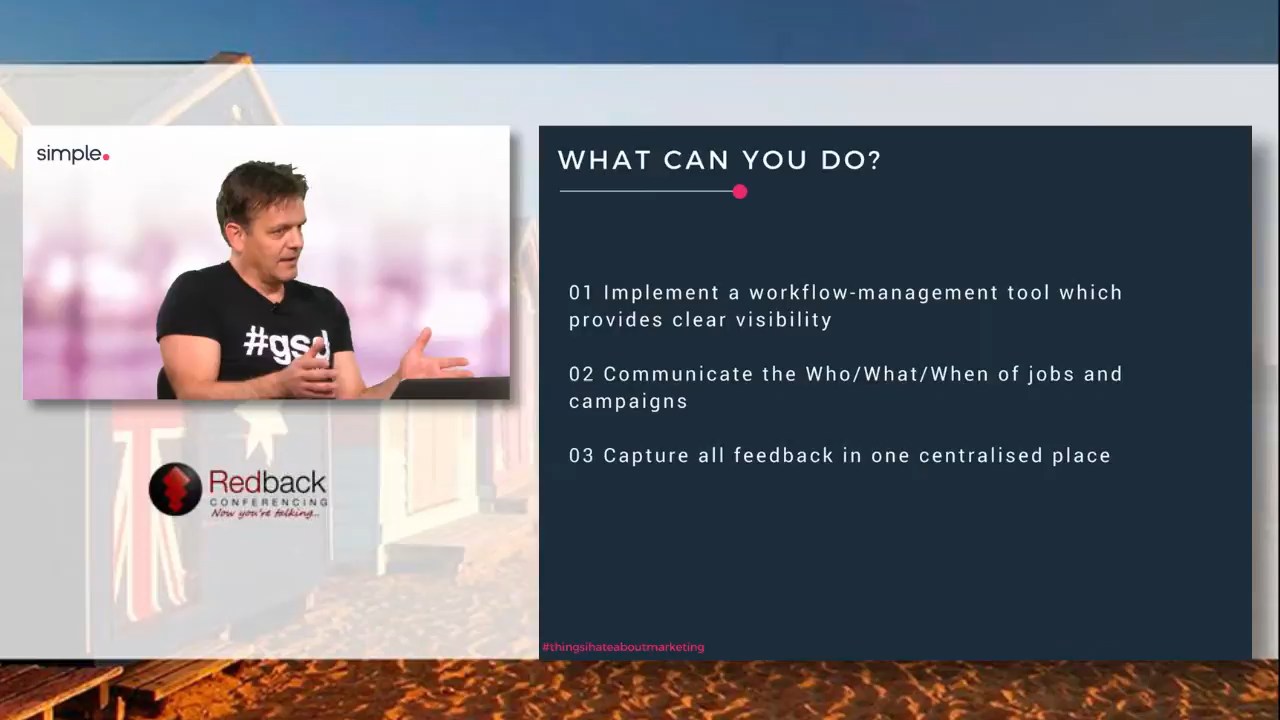 simple.
#gsd
Redback
CONFERENCING
Now you're talking...
WHAT CAN YOU DO?
01 Implement a workflow-management tool which
provides clear visibility
02 Communicate the Who/What/When of jobs and
campaigns
03 Capture all feedback in one centralised place
#thingsihateaboutmarketing